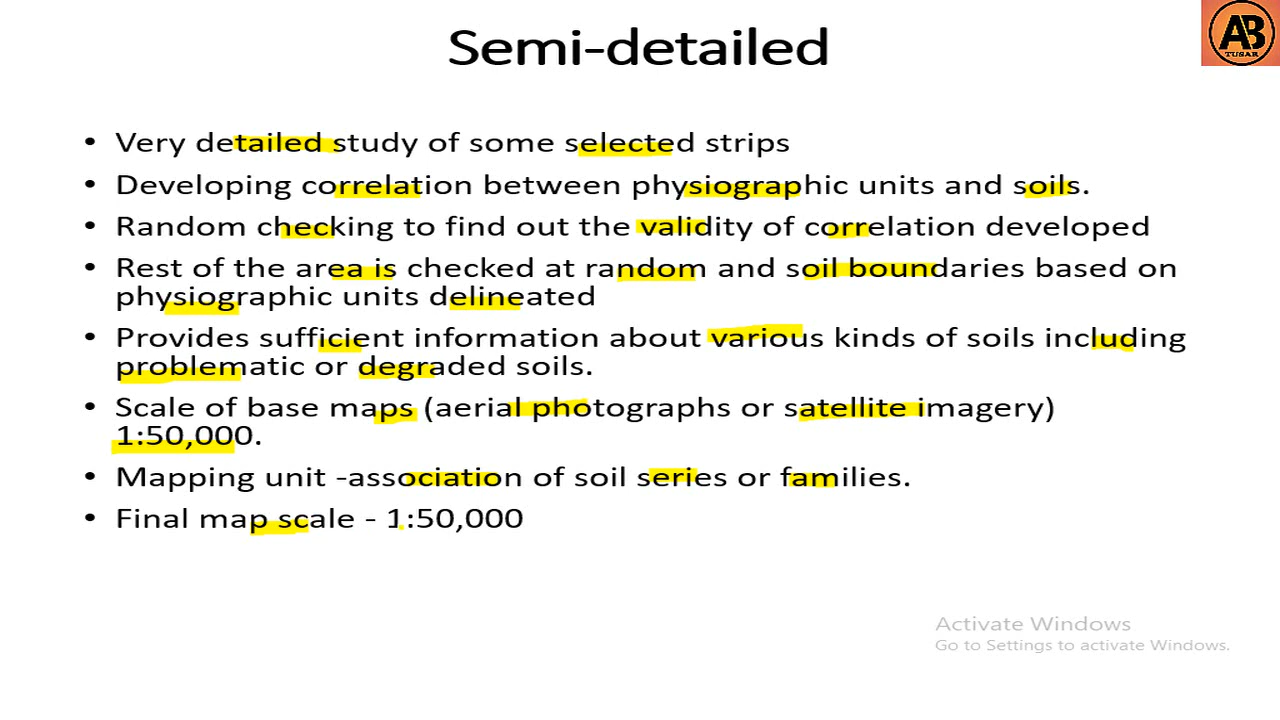 AB
TUSAR
Semi-detailed
• Very detailed study of some selected strips
• Developing correlation between physiographic units and soils.
• Random checking to find out the validity of correlation developed
• Rest of the area is checked at random and soil boundaries based on
physiographic units delineated
• Provides sufficient information about various kinds of soils including
problematic or degraded soils.
• Scale of base maps (aerial photographs or satellite imagery)
1:50,000.
• Mapping unit -association of soil series or families.
• Final map scale - 1:50,000
Activate Windows
Go to Settings to activate Windows.